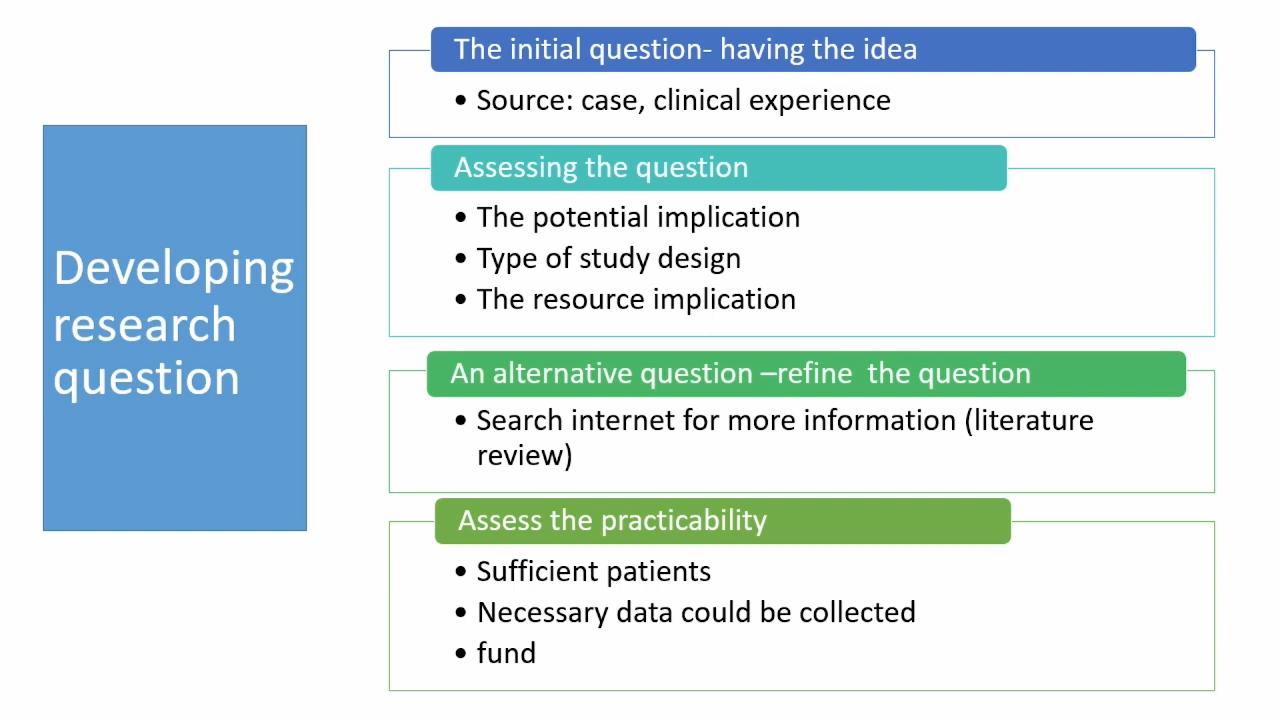 Developing
research
question
The initial question- having the idea
• Source: case, clinical experience
Assessing the question
• The potential implication
• Type of study design
• The resource implication
An alternative question –refine  the question
• Search internet for more information (literature
review)
Assess the practicability
• Sufficient patients
• Necessary data could be collected
• fund